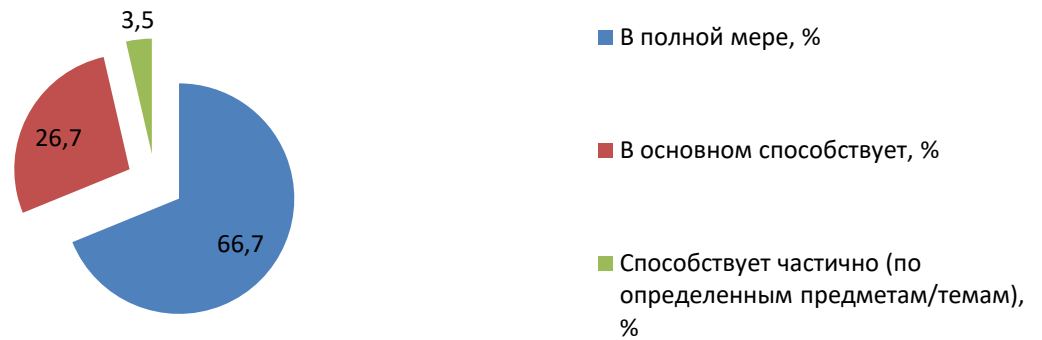 3,5
В полной мере, %
26,7
В основном способствует, %
66,7
Способствует частично (по
определенным предметам/темам),
%